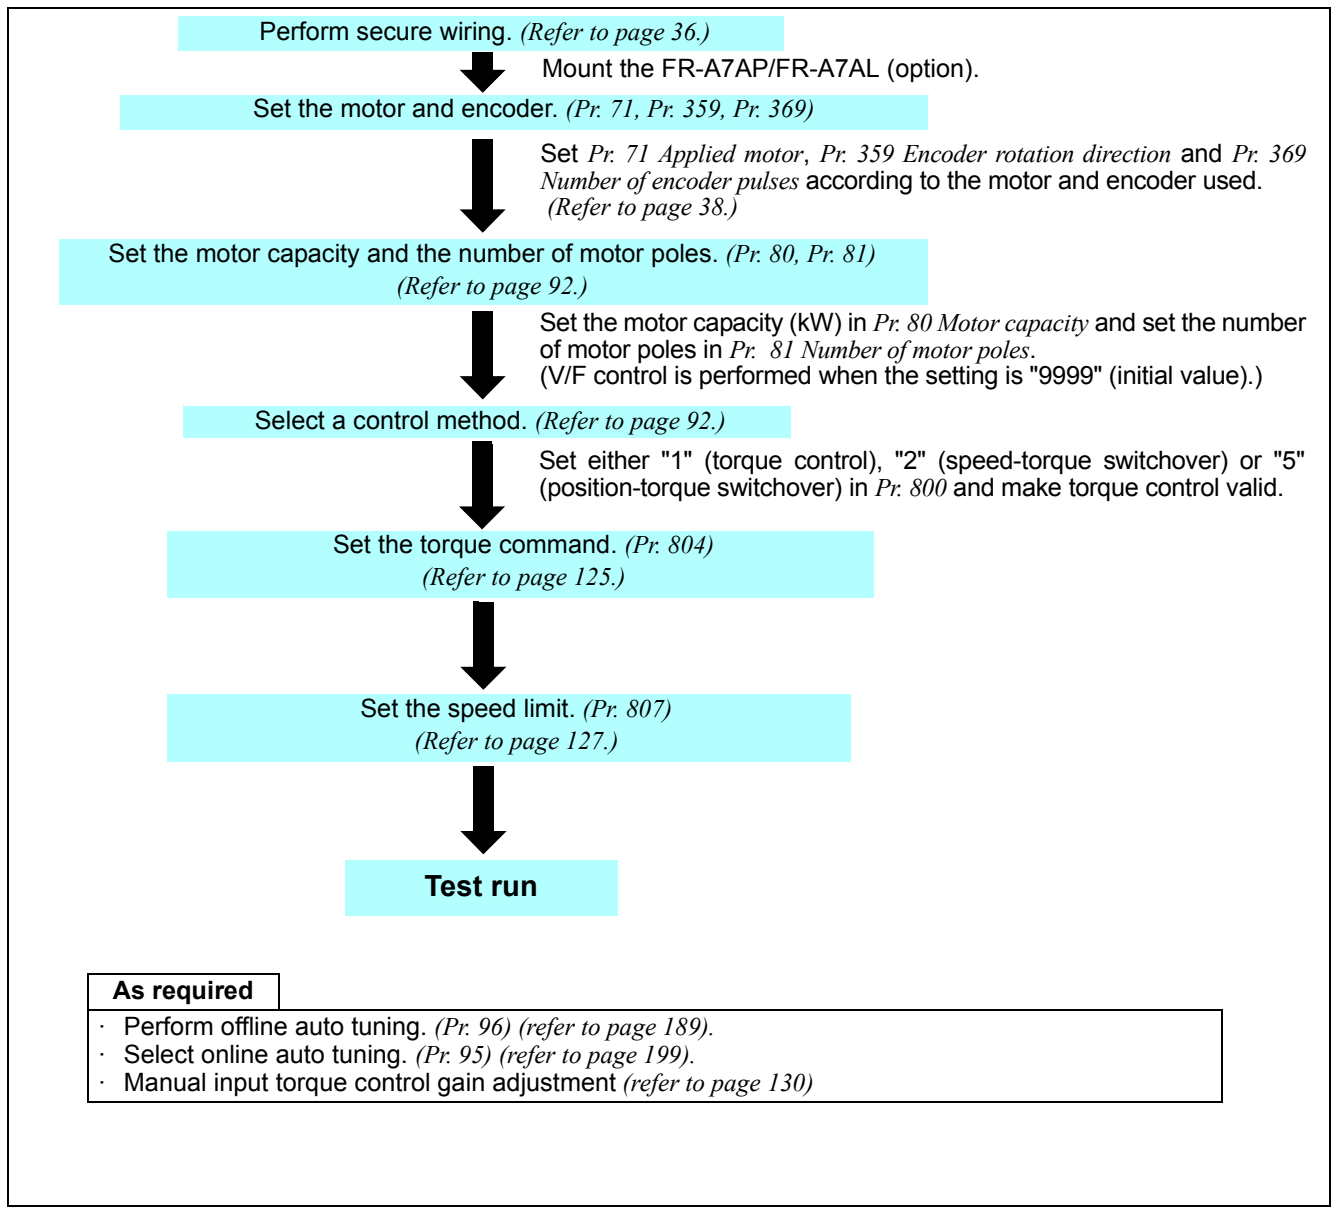 Perform secure wiring. (Refer to page 36.)
Mount the FR-A7AP/FR-A7AL (option).
Set the motor and encoder. (Pr. 71, Pr. 359, Pr. 369)
Set Pr. 71 Applied motor, Pr. 359 Encoder rotation direction and Pr. 369
Number of encoder pulses according to the motor and encoder used.
(Refer to page 38.)
Set the motor capacity and the number of motor poles. (Pr. 80, Pr. 81)
(Refer to page 92.)
Set the motor capacity (kW) in Pr. 80 Motor capacity and set the number
of motor poles in Pr. 81 Number of motor poles.
(V/F control is performed when the setting is "9999" (initial value).)
Select a control method. (Refer to page 92.)
Set either "1" (torque control), "2" (speed-torque switchover) or "5"
(position-torque switchover) in Pr. 800 and make torque control valid.
Set the torque command. (Pr. 804)
(Refer to page 125.)
Set the speed limit. (Pr. 807)
(Refer to page 127.)
Test run
As required
· Perform offline auto tuning. (Pr. 96) (refer to page 189).
· Select online auto tuning. (Pr. 95) (refer to page 199).
· Manual input torque control gain adjustment (refer to page 130)